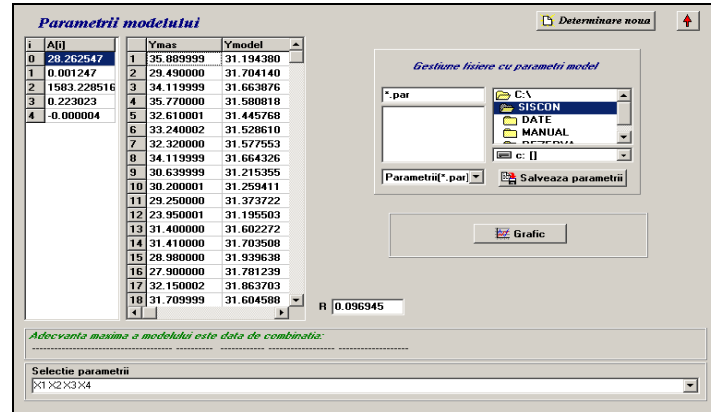 Parametrii modelului
Determinare noua
i A[i]
0 28.262547
1 0.001247
2 1583.228516
3 0.223023
4 -0.000004
Ymas Ymodel
1 35.889999 31.194380
2 29.490000 31.704140
3 34.119999 31.663876
4 35.770000 31.580818
5 32.610001 31.445768
6 33.240002 31.528610
7 32.320000 31.577553
8 34.119999 31.664326
9 30.639999 31.215355
10 30.200001 31.259411
11 29.250000 31.373722
12 23.950001 31.195503
13 31.400000 31.602272
14 31.410000 31.703508
15 28.980000 31.939638
16 27.900000 31.781239
17 32.150002 31.863703
18 31.709999 31.604588
Gestiune fisiere cu parametri model
*.par
C:\
SISCON
DATE
MANUAL
c: []
Parametrii(*.par)
Salveaza parametrii
Grafic
R 0.096945
Adecvanta maxima a modelului este data de combinatia:
Selectie parametrii
X1X2X3X4